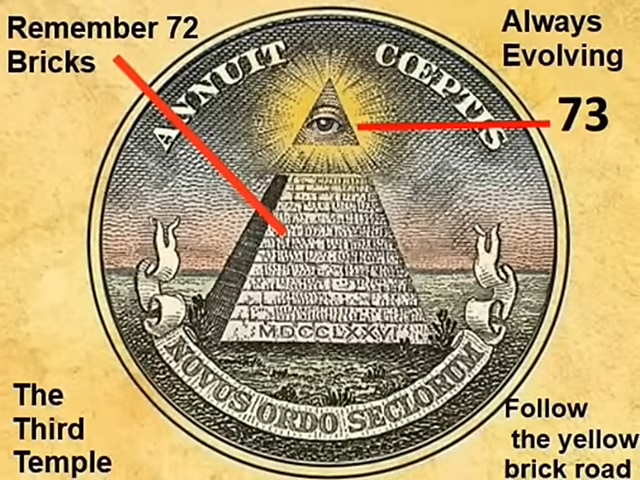 Remember 72
Bricks
Always
Evolving
73
ANNUIT CŒPTIS
MDCCLXXVI
NOVUS ORDO SECLORUM
The
Third
Temple
Follow
the yellow
brick road